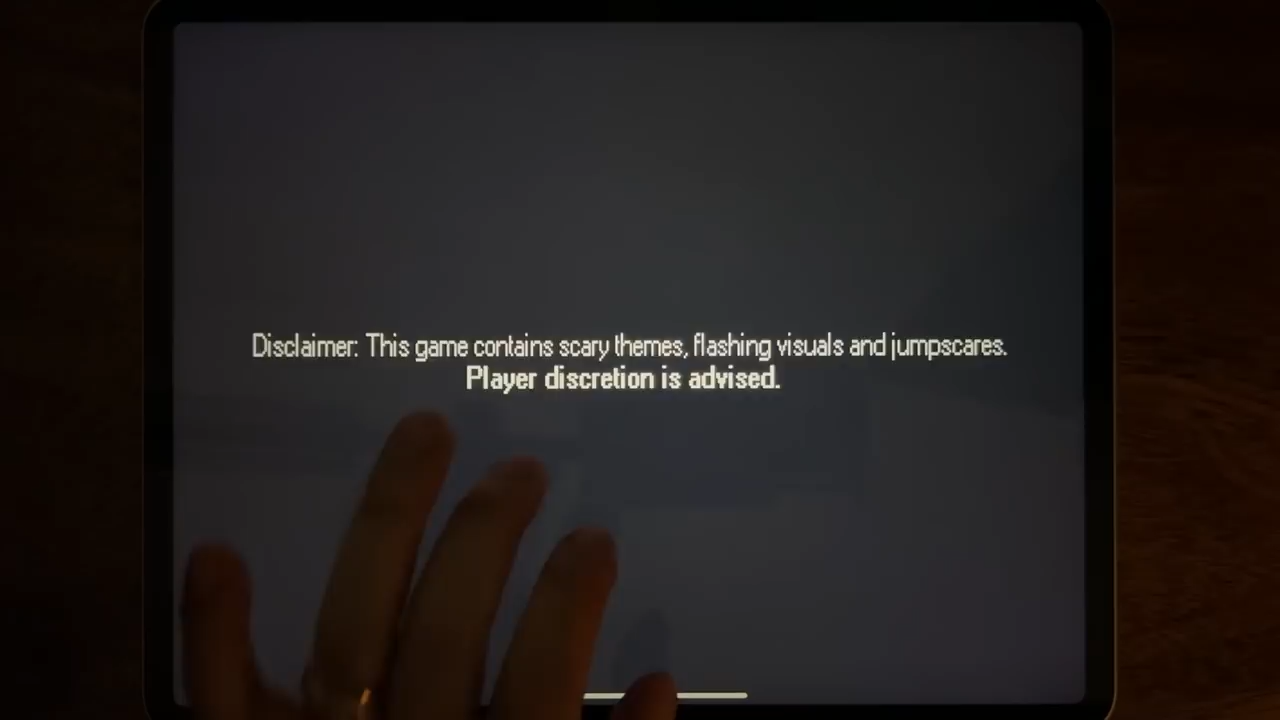 Disclaimer: This game contains scary themes, flashing visuals and jumpscares.
Player discretion is advised.